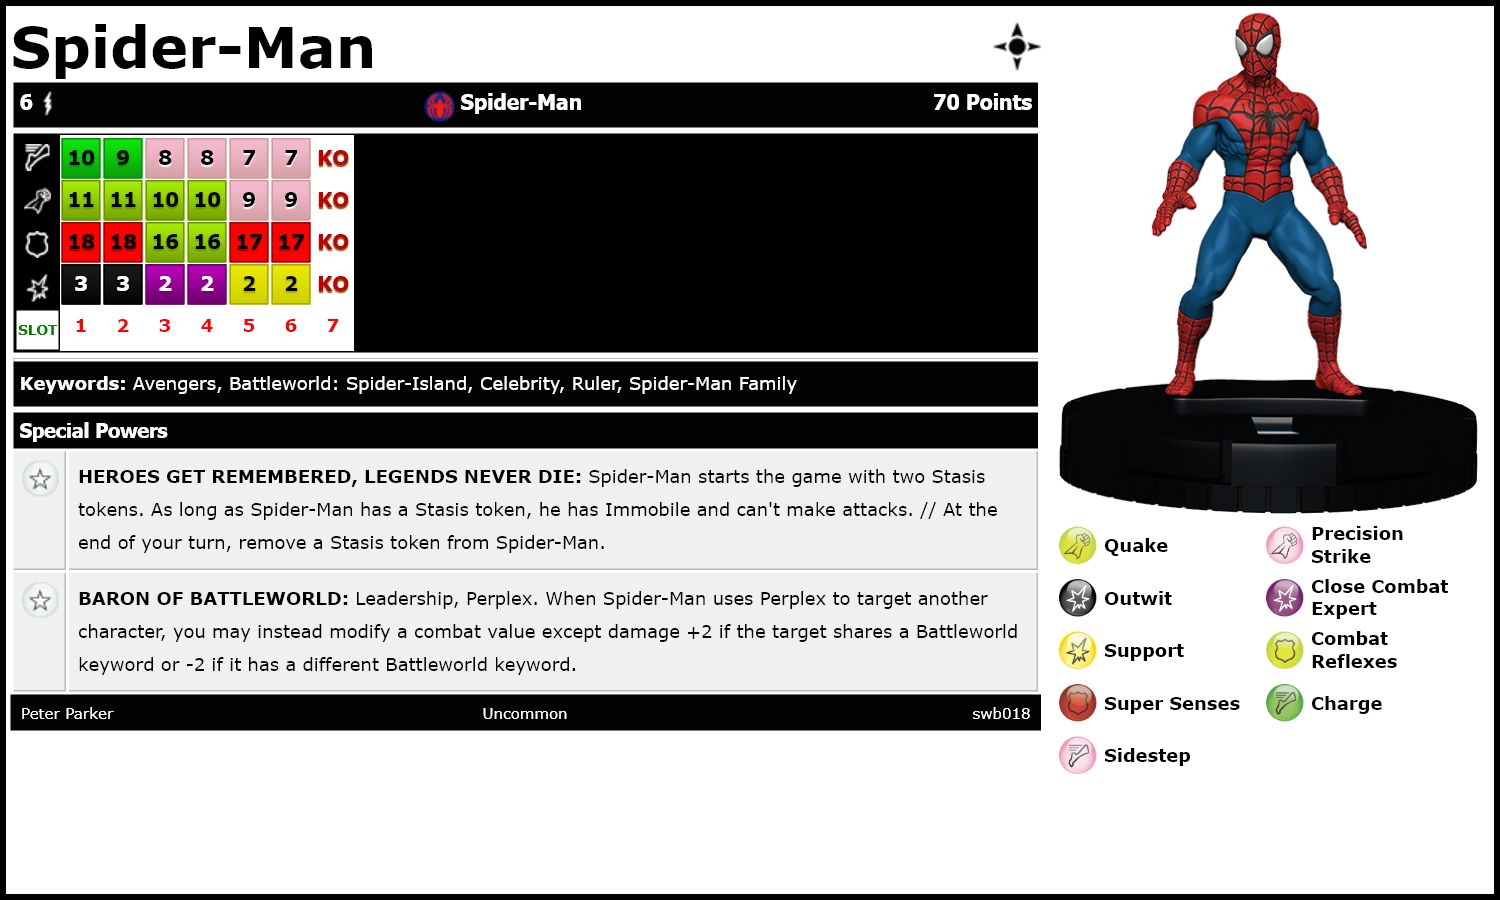 Spider-Man
6 Spider-Man 70 Points
10 9 8 8 7 7 KO
11 11 10 10 9 9 KO
18 18 16 16 17 17 KO
3 3 2 2 2 2 KO
SLOT 1 2 3 4 5 6 7
Keywords: Avengers, Battleworld: Spider-Island, Celebrity, Ruler, Spider-Man Family
Special Powers
HEROES GET REMEMBERED, LEGENDS NEVER DIE: Spider-Man starts the game with two Stasis
tokens. As long as Spider-Man has a Stasis token, he has Immobile and can't make attacks. // At the
end of your turn, remove a Stasis token from Spider-Man.
BARON OF BATTLEWORLD: Leadership, Perplex. When Spider-Man uses Perplex to target another
character, you may instead modify a combat value except damage +2 if the target shares a Battleworld
keyword or -2 if it has a different Battleworld keyword.
Peter Parker Uncommon swb018
Quake
Precision
Strike
Outwit
Close Combat
Expert
Support
Combat
Reflexes
Super Senses
Charge
Sidestep